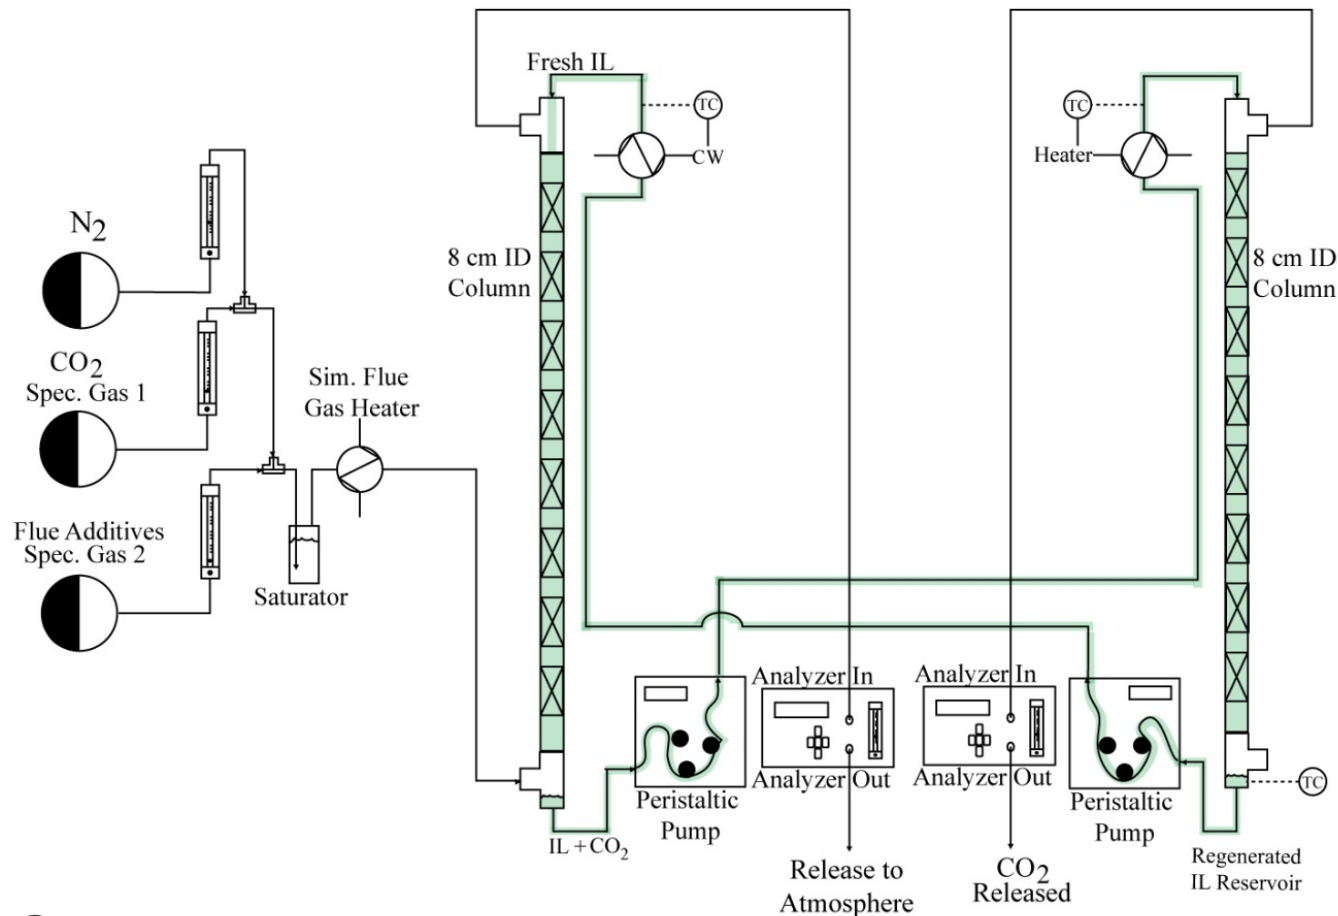 Fresh IL
TC
CW
TC
Heater
N2
8 cm ID
Column
8 cm ID
Column
CO2
Spec. Gas 1
Sim. Flue
Gas Heater
Flue Additives
Spec. Gas 2
Saturator
Analyzer In
Analyzer In
Analyzer Out
Analyzer Out
TC
Peristaltic
Pump
Peristaltic
Pump
IL + CO2
Release to
Atmosphere
CO2
Released
Regenerated
IL Reservoir